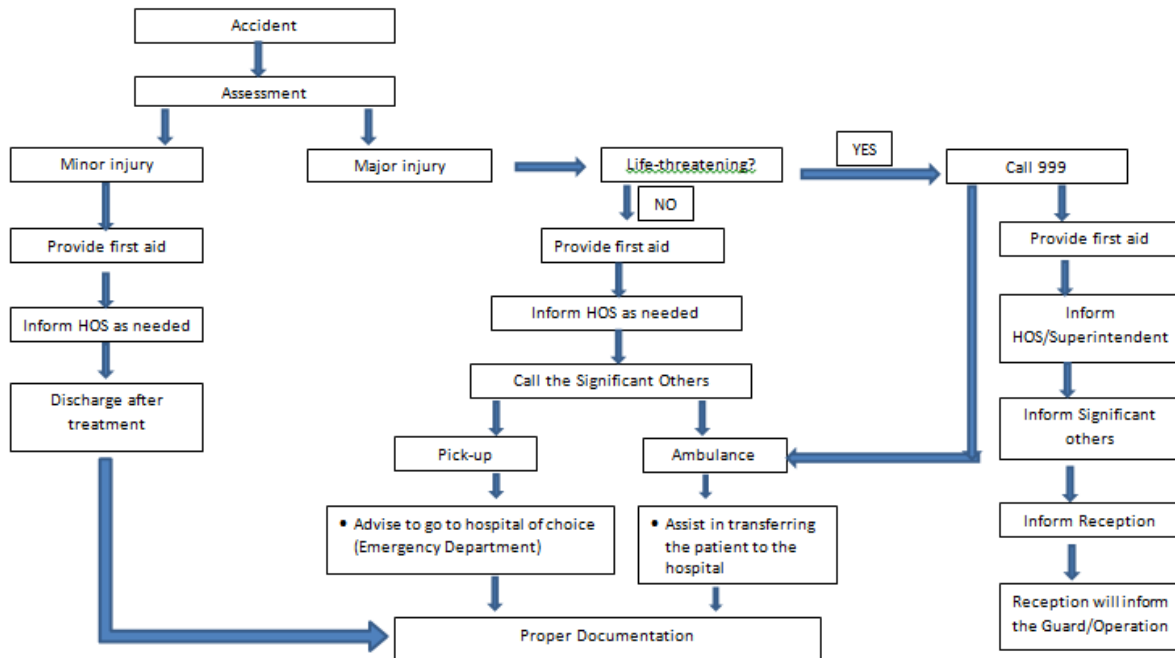 Accident
Assessment
Minor injury
Major injury
Life-threatening?
YES
Call 999
NO
Provide first aid
Provide first aid
Provide first aid
Inform HOS as needed
Inform HOS as needed
Inform
HOS/Superintendent
Call the Significant Others
Discharge after
treatment
Inform Significant
others
Pick-up
Ambulance
• Advise to go to hospital of choice
(Emergency Department)
• Assist in transferring
the patient to the
hospital
Inform Reception
Reception will inform
the Guard/Operation
Proper Documentation